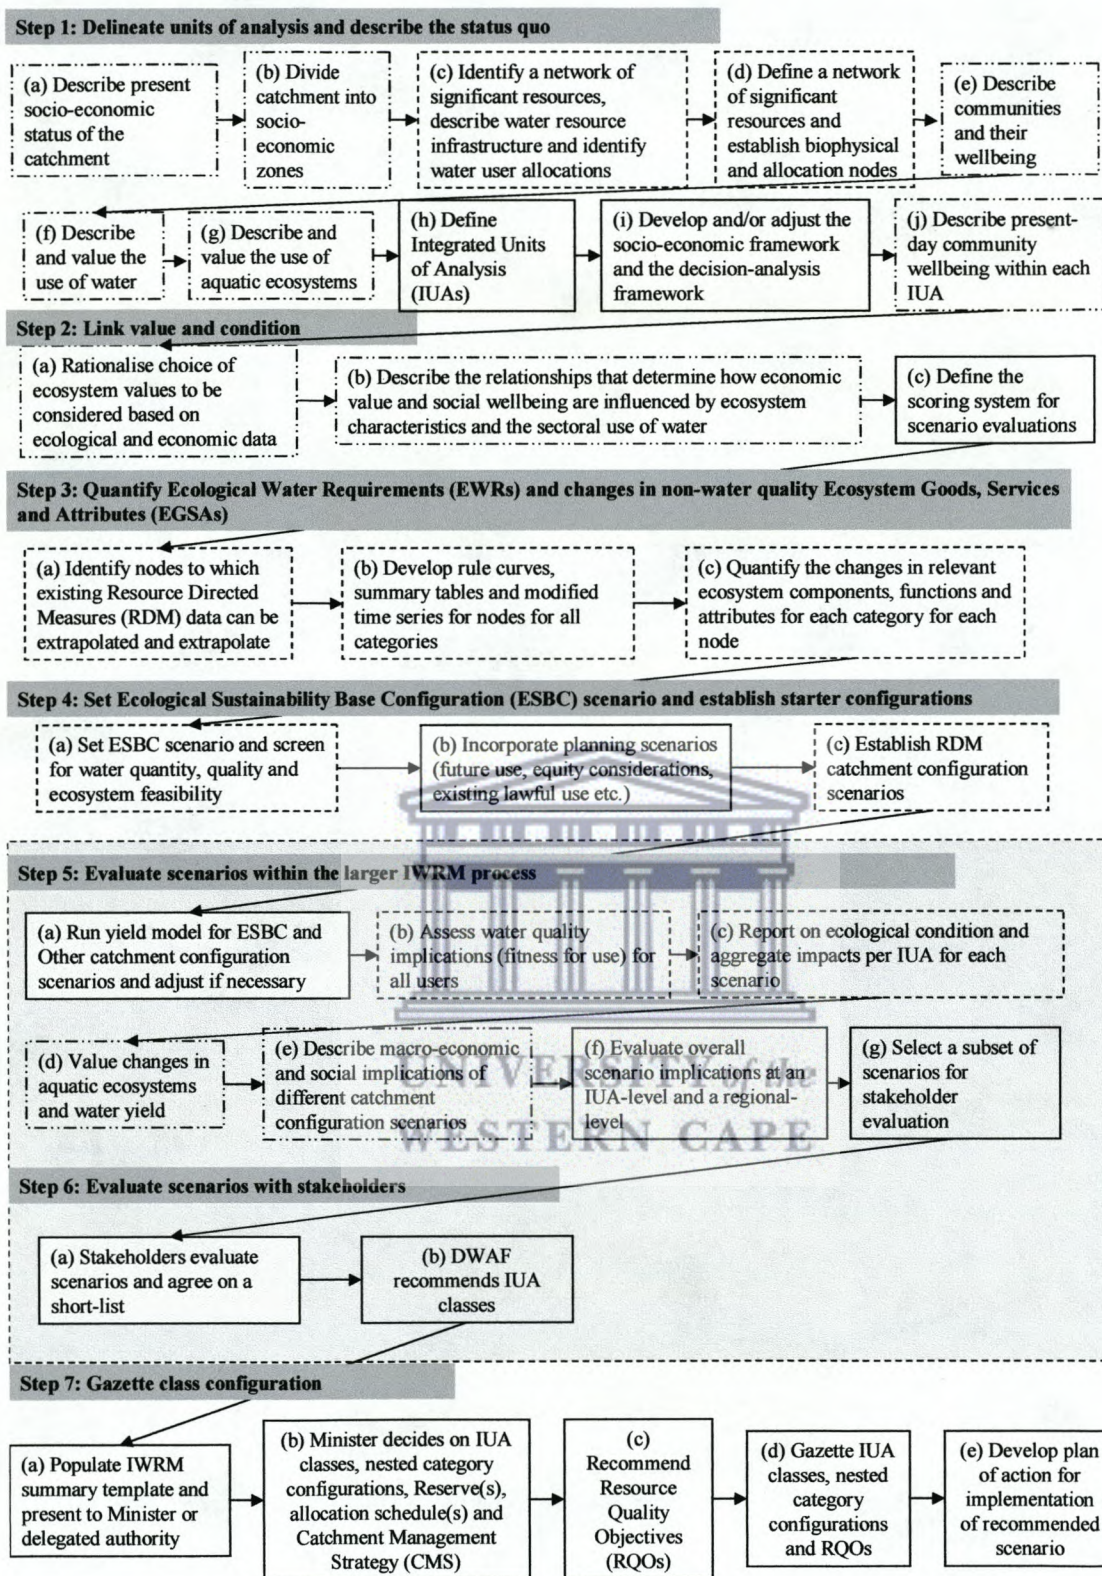 Step 1: Delineate units of analysis and describe the status quo
(a) Describe present
socio-economic
status of the
catchment
(b) Divide
catchment into
socio-
economic
zones
(c) Identify a network of
significant resources,
describe water resource
infrastructure and identify
water user allocations
(d) Define a network
of significant
resources and
establish biophysical
and allocation nodes
(e) Describe
communities
and their
wellbeing
(f) Describe
and value the
use of water
(g) Describe and
value the use of
aquatic ecosystems
(h) Define
Integrated Units
of Analysis
(IUAs)
(i) Develop and/or adjust the
socio-economic framework
and the decision-analysis
framework
(j) Describe present-
day community
wellbeing within each
IUA
Step 2: Link value and condition
(a) Rationalise choice of
ecosystem values to be
considered based on
ecological and economic data
(b) Describe the relationships that determine how economic
value and social wellbeing are influenced by ecosystem
characteristics and the sectoral use of water
(c) Define the
scoring system for
scenario evaluations
Step 3: Quantify Ecological Water Requirements (EWRs) and changes in non-water quality Ecosystem Goods, Services
and Attributes (EGSAs)
(a) Identify nodes to which
existing Resource Directed
Measures (RDM) data can be
extrapolated and extrapolate
(b) Develop rule curves,
summary tables and modified
time series for nodes for all
categories
(c) Quantify the changes in relevant
ecosystem components, functions and
attributes for each category for each
node
Step 4: Set Ecological Sustainability Base Configuration (ESBC) scenario and establish starter configurations
(a) Set ESBC scenario and screen
for water quantity, quality and
ecosystem feasibility
(b) Incorporate planning scenarios
(future use, equity considerations,
existing lawful use etc.)
(c) Establish RDM
catchment configuration
scenarios
Step 5: Evaluate scenarios within the larger IWRM process
(a) Run yield model for ESBC and
Other catchment configuration
scenarios and adjust if necessary
(b) Assess water quality
implications (fitness for use) for
all users
(c) Report on ecological condition and
aggregate impacts per IUA for each
scenario
(d) Value changes in
aquatic ecosystems
and water yield
(e) Describe macro-economic
and social implications of
different catchment
configuration scenarios
(f) Evaluate overall
scenario implications at an
IUA-level and a regional-
level
(g) Select a subset of
scenarios for
stakeholder
evaluation
UNIVERSITY of the
WESTERN CAPE
Step 6: Evaluate scenarios with stakeholders
(a) Stakeholders evaluate
scenarios and agree on a
short-list
(b) DWAF
recommends IUA
classes
Step 7: Gazette class configuration
(a) Populate IWRM
summary template and
present to Minister or
delegated authority
(b) Minister decides on IUA
classes, nested category
configurations, Reserve(s),
allocation schedule(s) and
Catchment Management
Strategy (CMS)
(c)
Recommend
Resource
Quality
Objectives
(RQOs)
(d) Gazette IUA
classes, nested
category
configurations
and RQOs
(e) Develop plan
of action for
implementation
of recommended
scenario